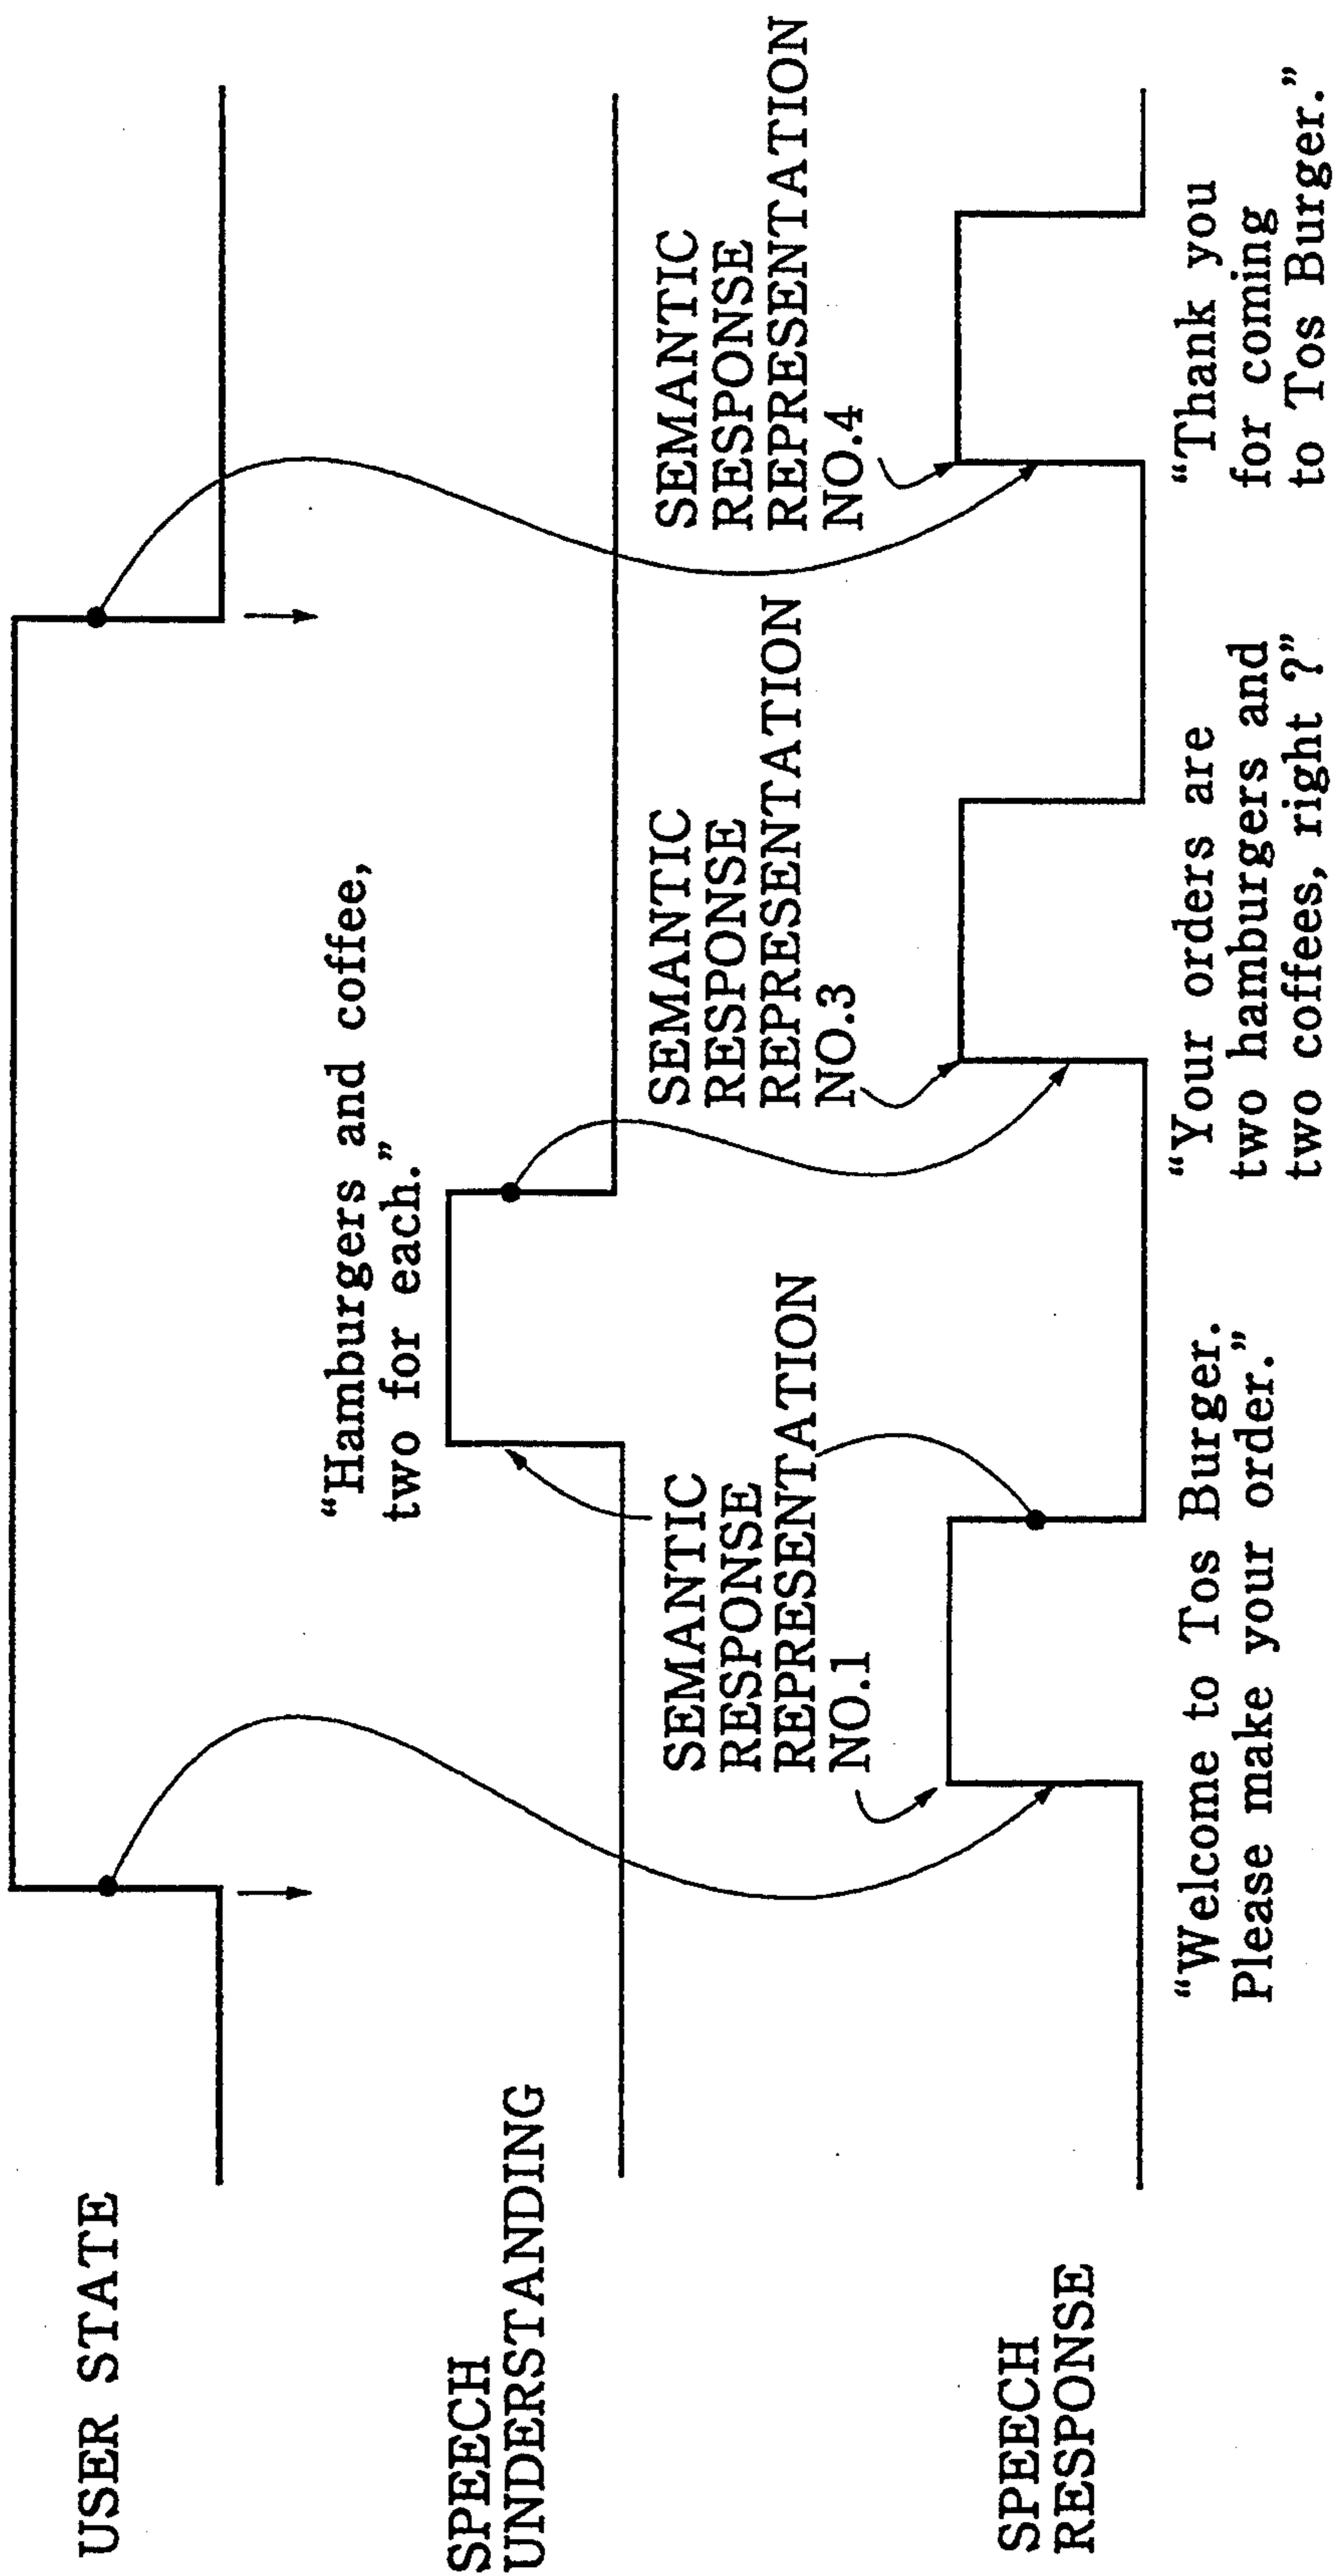 USER STATE
"Hamburgers and coffee,
two for each."
SPEECH
UNDERSTANDING
SEMANTIC
RESPONSE
REPRESENTATION
NO.1
SEMANTIC
RESPONSE
REPRESENTATION
NO.3
SEMANTIC
RESPONSE
REPRESENTATION
NO.4
SPEECH
RESPONSE
“Welcome to Tos Burger.
Please make your order.”
“Your orders are
two hamburgers and
two coffees, right ?”
“Thank you
for coming
to Tos Burger.”